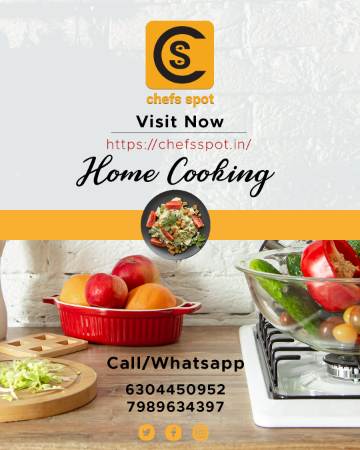 CS
chefs spot
Visit Now
https://chefsspot.in/
Home Cooking
Call/Whatsapp
6304450952
7989634397